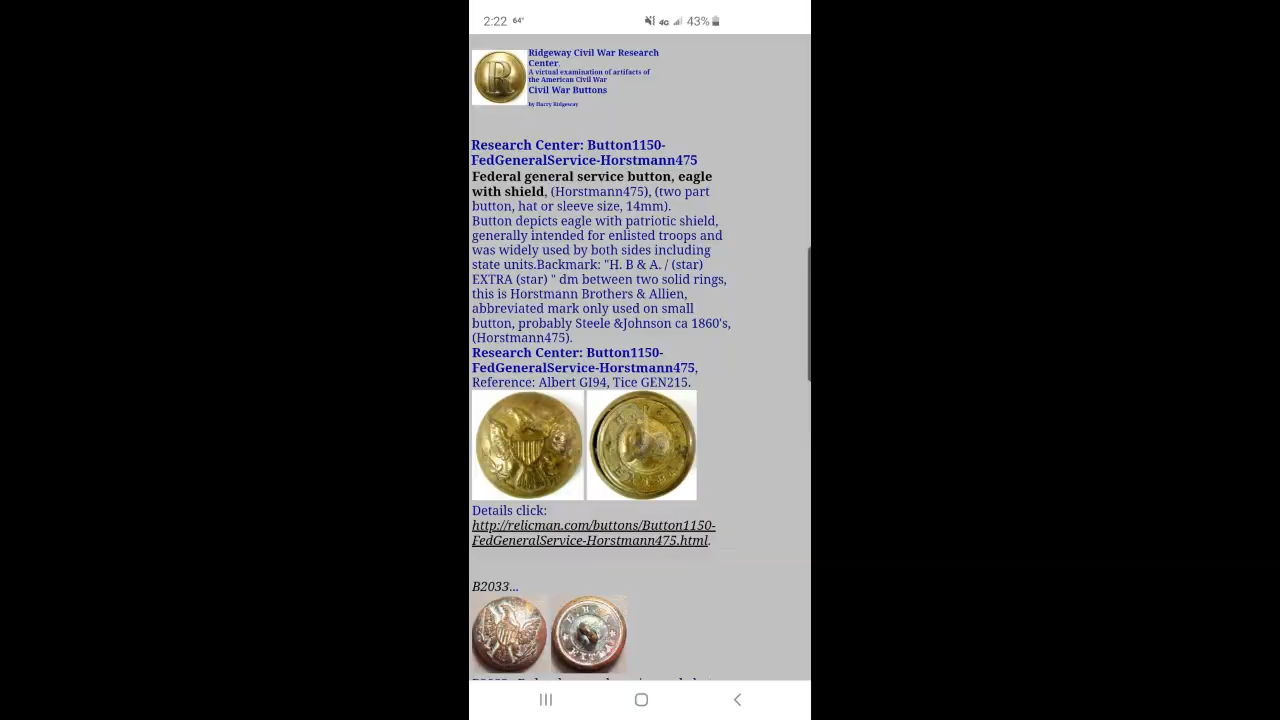 2:22 64°
4G 43%
R
Ridgeway Civil War Research
Center.
A virtual examination of artifacts of
the American Civil War
Civil War Buttons
by Harry Ridgeway
Research Center: Button1150-
FedGeneralService-Horstmann475
Federal general service button, eagle
with shield, (Horstmann475), (two part
button, hat or sleeve size, 14mm).
Button depicts eagle with patriotic shield,
generally intended for enlisted troops and
was widely used by both sides including
state units.Backmark: "H. B & A. / (star)
EXTRA (star) " dm between two solid rings,
this is Horstmann Brothers & Allien,
abbreviated mark only used on small
button, probably Steele &Johnson ca 1860's,
(Horstmann475).
Research Center: Button1150-
FedGeneralService-Horstmann475,
Reference: Albert GI94, Tice GEN215.
Details click:
http://relicman.com/buttons/Button1150-
FedGeneralService-Horstmann475.html.
B2033...